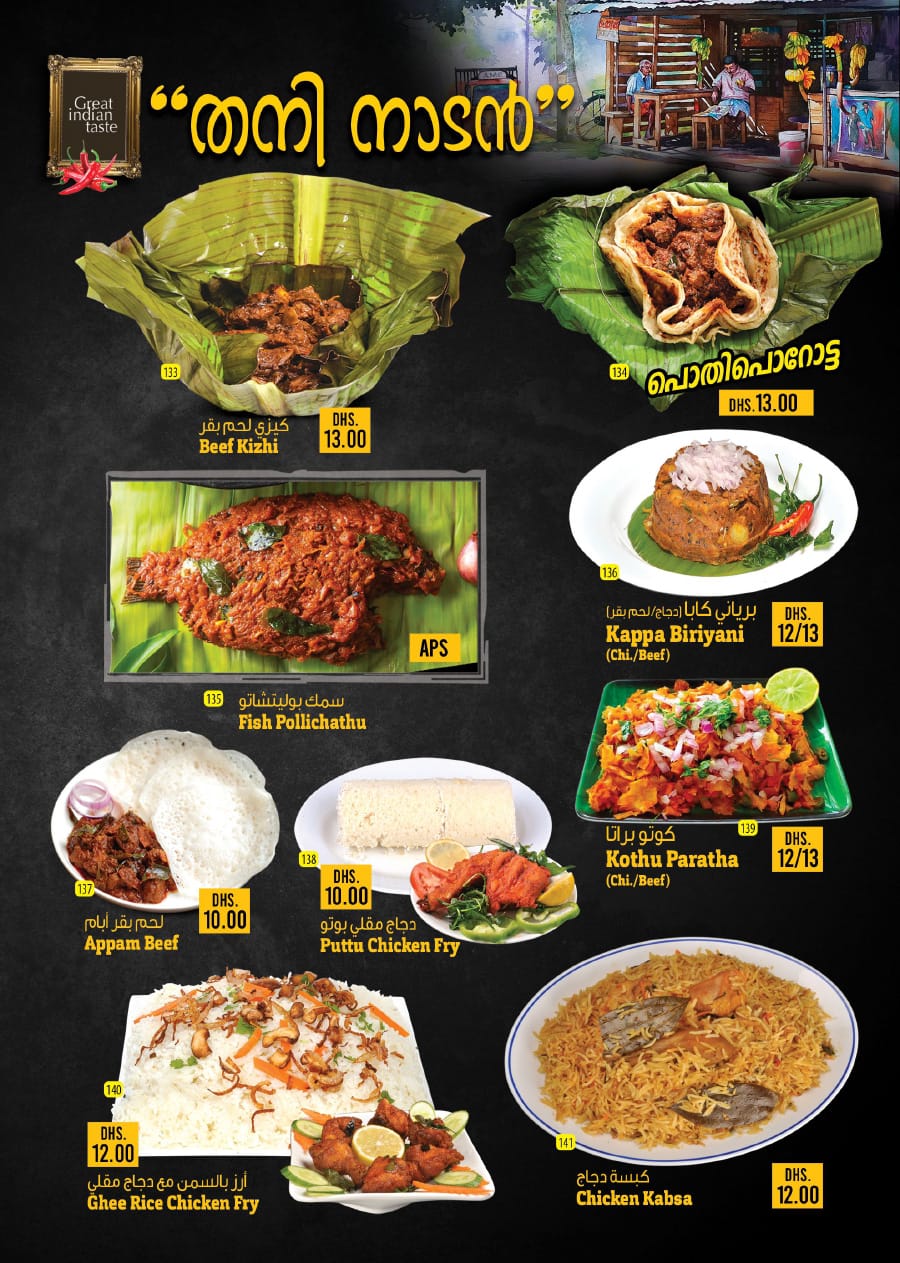 Great
indian
taste
“തനി നാടൻ”
133
كيزي لحم بقر
Beef Kizhi
DHS.
13.00
134
പൊതിപൊറോട്ട
DHS.13.00
APS
135
سمك بوليتشاتو
Fish Pollichathu
136
برياني كابا (دجاج/لحم بقر)
Kappa Biriyani
(Chi./Beef)
DHS.
12/13
137
لحم بقر أبام
Appam Beef
DHS.
10.00
138
DHS.
10.00
دجاج مقلي بوتو
Puttu Chicken Fry
139
كوتو براتا
Kothu Paratha
(Chi./Beef)
DHS.
12/13
140
DHS.
12.00
أرز بالسمن مع دجاج مقلي
Ghee Rice Chicken Fry
141
كبسة دجاج
Chicken Kabsa
DHS.
12.00